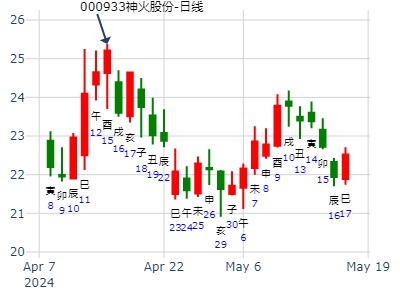 000933神火股份-日线
26
25
24
23
22
21
20
寅
8
卯
9
辰
10
巳
11
午
12
酉
15
戌
16
亥
17
子
18
丑
19
辰
22
巳
23
午
24
未
25
申
26
亥
29
子
30
午
6
未
7
申
8
酉
9
戌
10
丑
13
寅
14
卯
15
辰
16
巳
17
Apr 7
2024
Apr 22
May 6
May 19